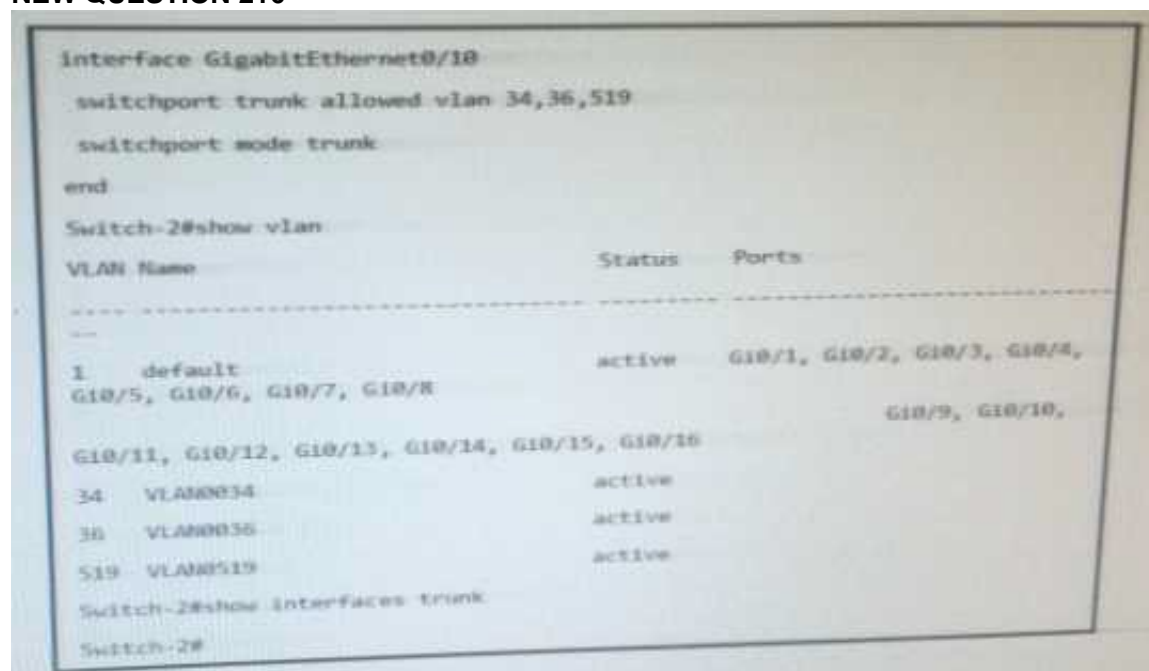 interface GigabitEthernet0/10
switchport trunk allowed vlan 34,36,519
switchport mode trunk
end
Switch-2#show vlan
VLAN Name Status Ports
---- -------------------------------- --------- -------------------------------
--
1 default active Gi0/1, Gi0/2, Gi0/3, Gi0/4,
Gi0/5, Gi0/6, Gi0/7, Gi0/8
Gi0/9, Gi0/10,
Gi0/11, Gi0/12, Gi0/13, Gi0/14, Gi0/15, Gi0/16
34 VLAN0034 active
36 VLAN0036 active
519 VLAN0519 active
Switch-2#show interfaces trunk
Switch-2#